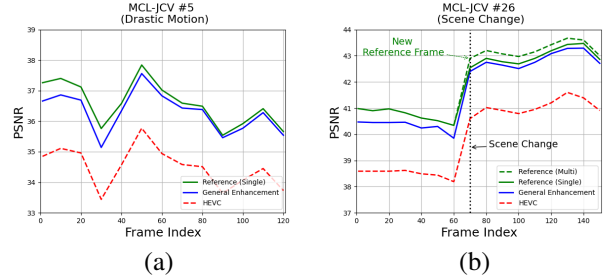 MCL-JCV #5
(Drastic Motion)
39
38
37
36
35
34
33
PSNR
0
20
40
60
80
100
120
Frame Index
Reference (Single)
General Enhancement
HEVC
(a)
MCL-JCV #26
(Scene Change)
44
43
42
41
40
39
38
37
PSNR
New
Reference Frame
Scene Change
Reference (Multi)
Reference (Single)
General Enhancement
HEVC
0
20
40
60
80
100
120
140
Frame Index
(b)